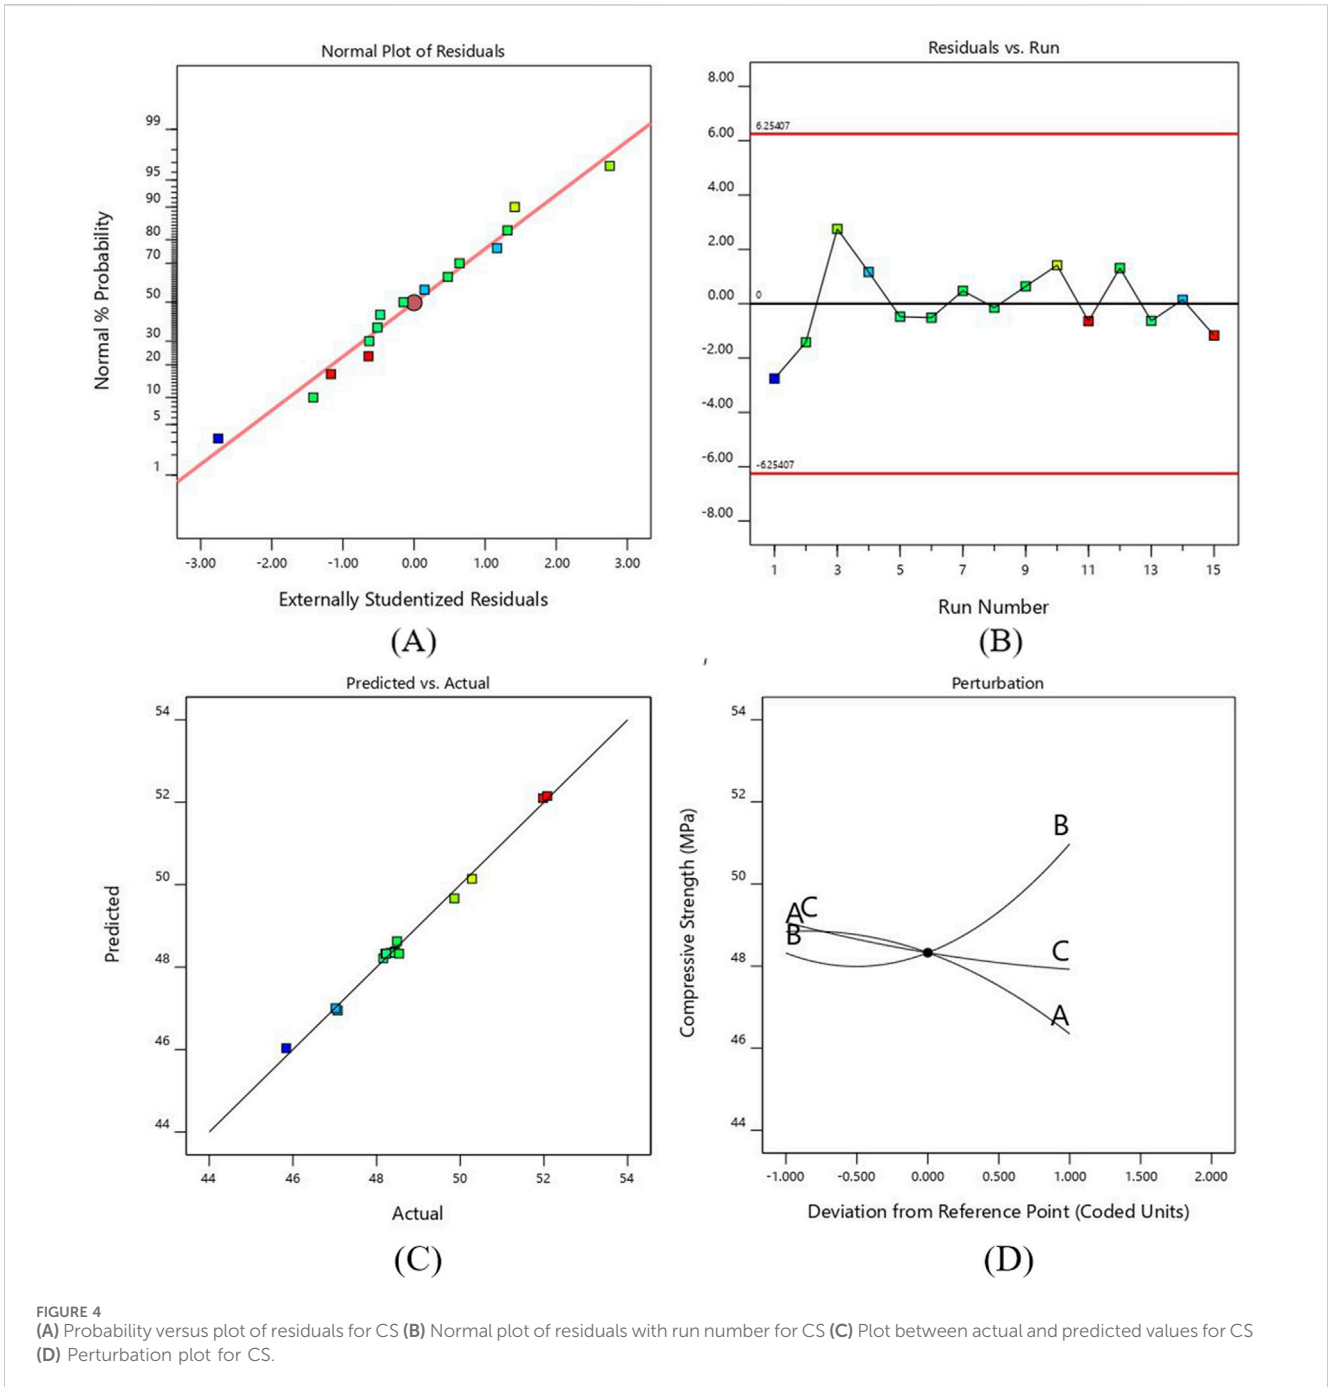 Normal Plot of Residuals
99
95
90
80
70
50
30
20
10
5
1
Normal % Probability
-3.00 -2.00 -1.00 0.00 1.00 2.00 3.00
Externally Studentized Residuals
(A)
Residuals vs. Run
8.00
6.00
4.00
2.00
0.00
-2.00
-4.00
-6.00
-8.00
6.25407
0
-6.25407
1 3 5 7 9 11 13 15
Run Number
(B)
Predicted vs. Actual
54
52
50
48
46
44
Predicted
44 46 48 50 52 54
Actual
(C)
Perturbation
54
52
50
48
46
44
Compressive Strength (MPa)
A C
B
B
C
A
-1.000 -0.500 0.000 0.500 1.000 1.500 2.000
Deviation from Reference Point (Coded Units)
(D)
FIGURE 4
(A) Probability versus plot of residuals for CS (B) Normal plot of residuals with run number for CS (C) Plot between actual and predicted values for CS
(D) Perturbation plot for CS.